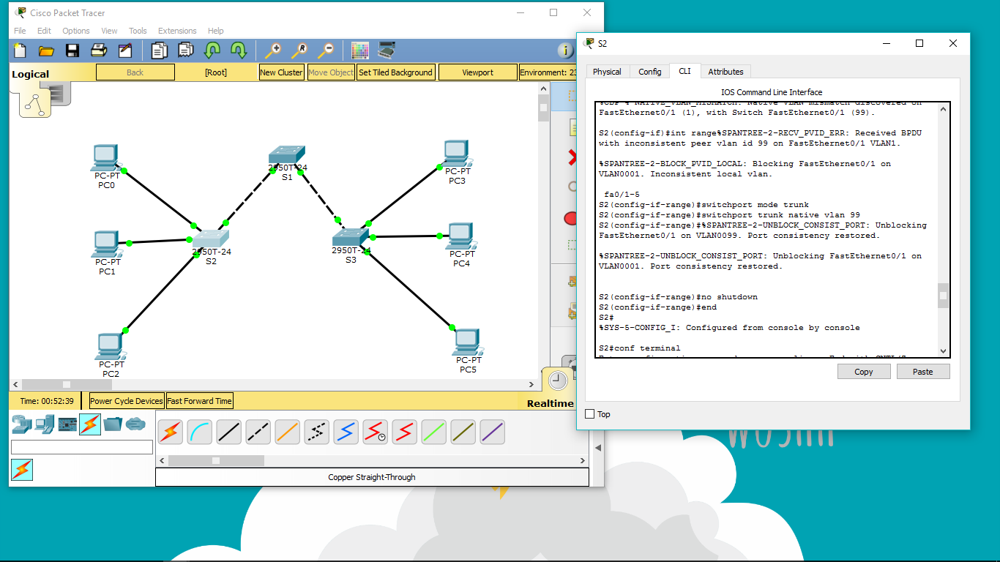 Cisco Packet Tracer
File Edit Options View Tools Extensions Help
Logical
Back
[Root]
New Cluster
Move Object
Set Tiled Background
Viewport
Environment: 23
PC-PT
PC0
PC-PT
PC1
PC-PT
PC2
2950T-24
S1
2950T-24
S2
2950T-24
S3
PC-PT
PC3
PC-PT
PC4
PC-PT
PC5
Time: 00:52:39
Power Cycle Devices
Fast Forward Time
Realtime
Copper Straight-Through
S2
Physical
Config
CLI
Attributes
IOS Command Line Interface
%CDP-4-NATIVE_VLAN_MISMATCH: Native VLAN mismatch discovered on
FastEthernet0/1 (1), with Switch FastEthernet0/1 (99).
S2(config-if)#int range%SPANTREE-2-RECV_PVID_ERR: Received BPDU
with inconsistent peer vlan id 99 on FastEthernet0/1 VLAN1.
%SPANTREE-2-BLOCK_PVID_LOCAL: Blocking FastEthernet0/1 on
VLAN0001. Inconsistent local vlan.
fa0/1-5
S2(config-if-range)#switchport mode trunk
S2(config-if-range)#switchport trunk native vlan 99
S2(config-if-range)#%SPANTREE-2-UNBLOCK_CONSIST_PORT: Unblocking
FastEthernet0/1 on VLAN0099. Port consistency restored.
%SPANTREE-2-UNBLOCK_CONSIST_PORT: Unblocking FastEthernet0/1 on
VLAN0001. Port consistency restored.
S2(config-if-range)#no shutdown
S2(config-if-range)#end
S2#
%SYS-5-CONFIG_I: Configured from console by console
S2#conf terminal
Copy
Paste
Top